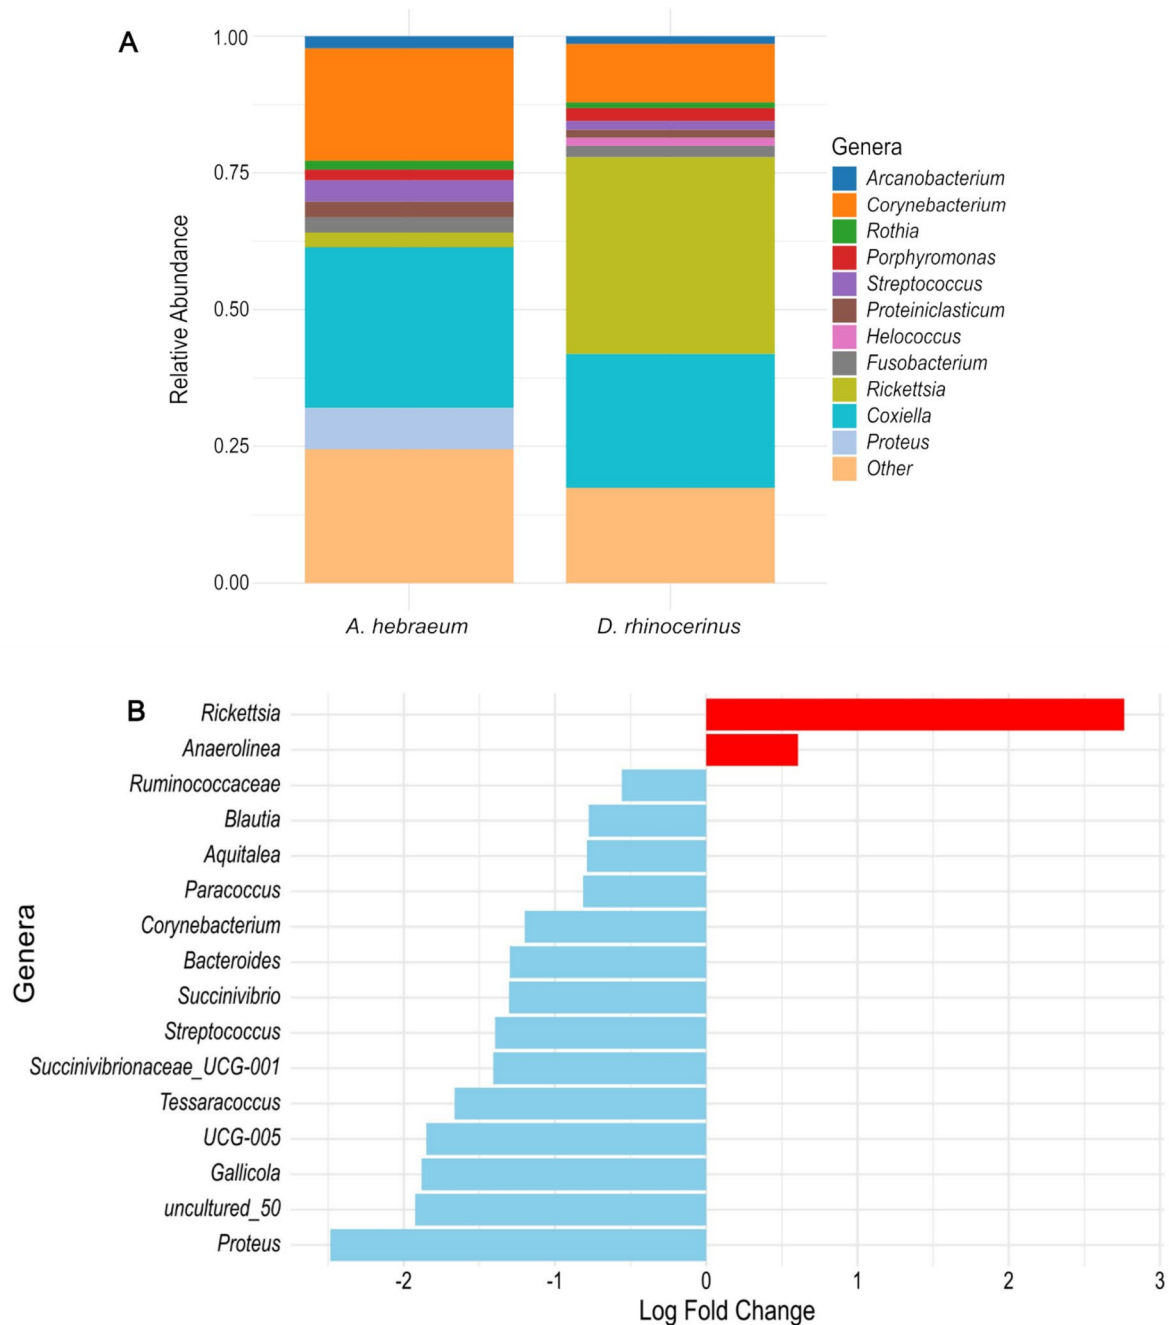 A
1.00
0.75
0.50
0.25
0.00
Relative Abundance
A. hebraeum
D. rhinocerinus
Genera
Arcanobacterium
Corynebacterium
Rothia
Porphyromonas
Streptococcus
Proteiniclasticum
Helococcus
Fusobacterium
Rickettsia
Coxiella
Proteus
Other
B
Genera
Rickettsia
Anaerolinea
Ruminococcaceae
Blautia
Aquitalea
Paracoccus
Corynebacterium
Bacteroides
Succinivibrio
Streptococcus
Succinivibrionaceae_UCG-001
Tessaracoccus
UCG-005
Gallicola
uncultured_50
Proteus
-2 -1 0 1 2 3
Log Fold Change